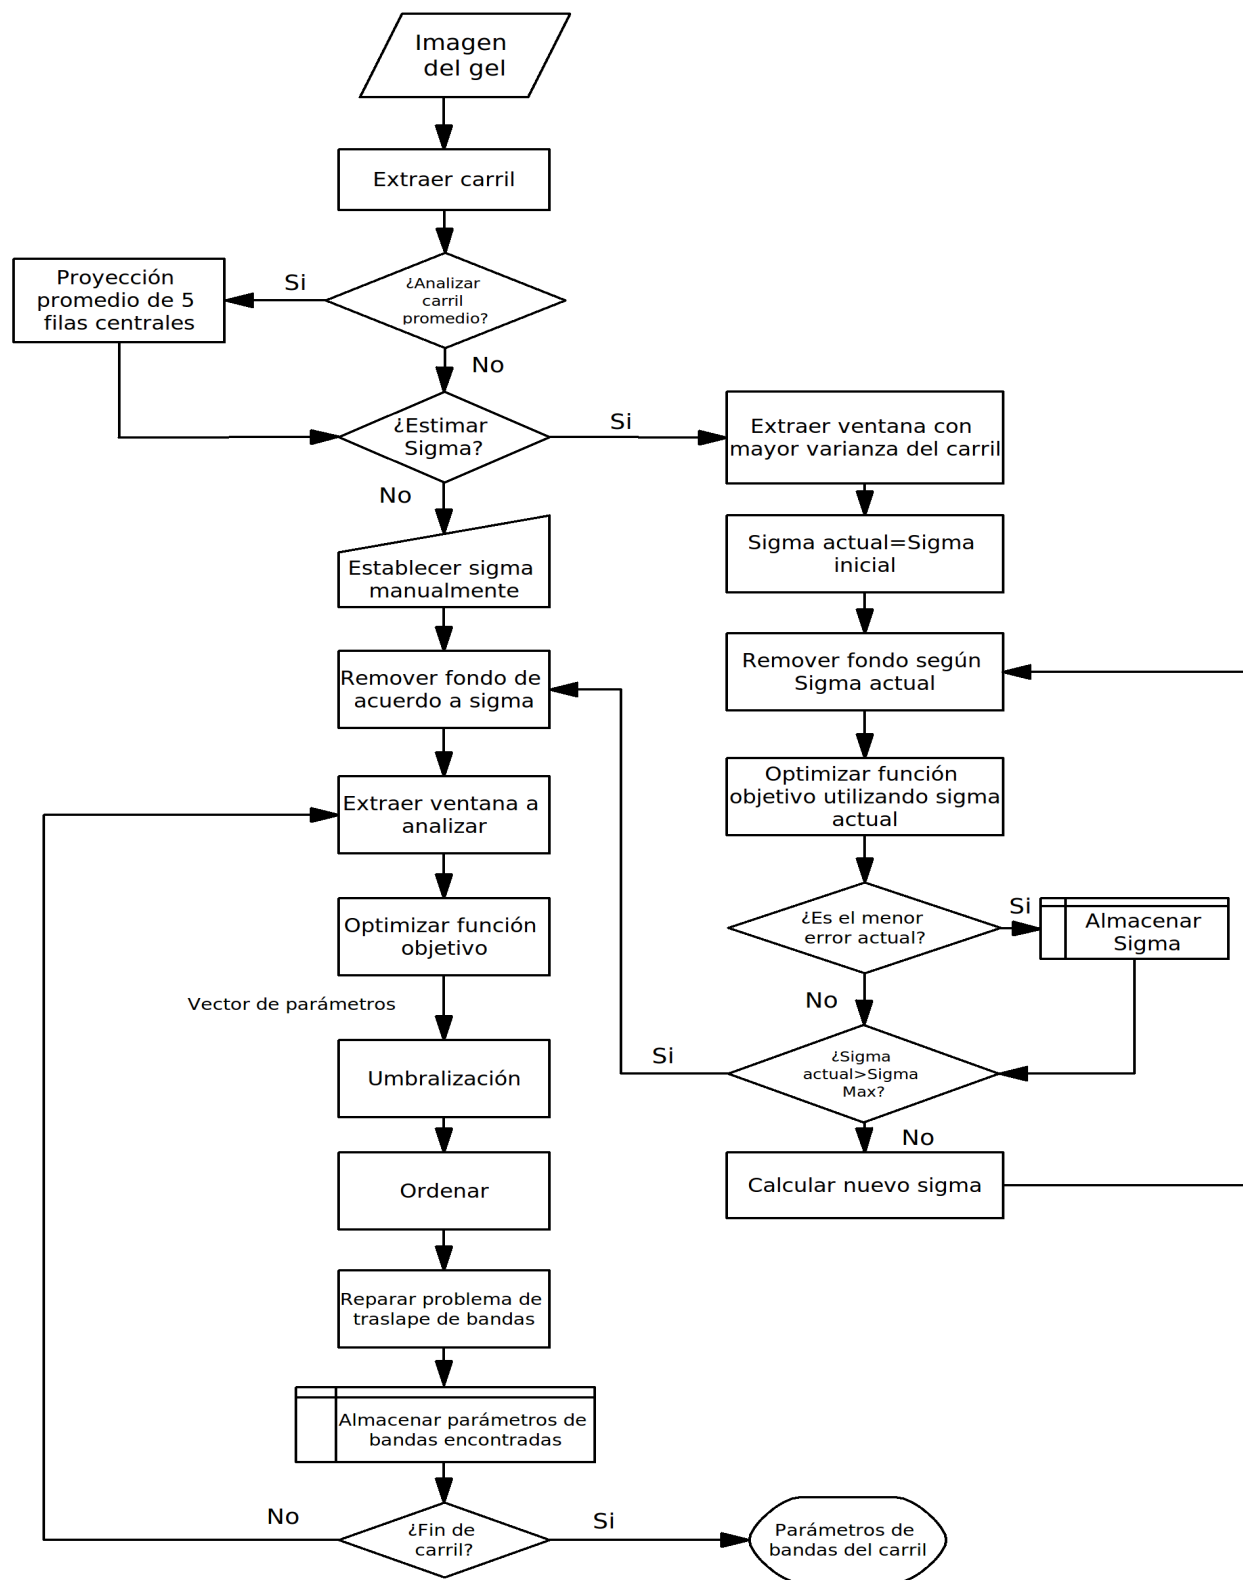 Imagen
del gel
Extraer carril
¿Analizar
carril
promedio?
Si
Proyección
promedio de 5
filas centrales
No
¿Estimar
Sigma?
Si
No
Establecer sigma
manualmente
Remover fondo de
acuerdo a sigma
Extraer ventana a
analizar
Optimizar función
objetivo
Vector de parámetros
Umbralización
Ordenar
Reparar problema de
traslape de bandas
Almacenar parámetros de
bandas encontradas
¿Fin de
carril?
No
Si
Parámetros de
bandas del carril
Extraer ventana con
mayor varianza del carril
Sigma actual=Sigma
inicial
Remover fondo según
Sigma actual
Optimizar función
objetivo utilizando sigma
actual
¿Es el menor
error actual?
Si
Almacenar
Sigma
No
¿Sigma
actual>Sigma
Max?
Si
No
Calcular nuevo sigma